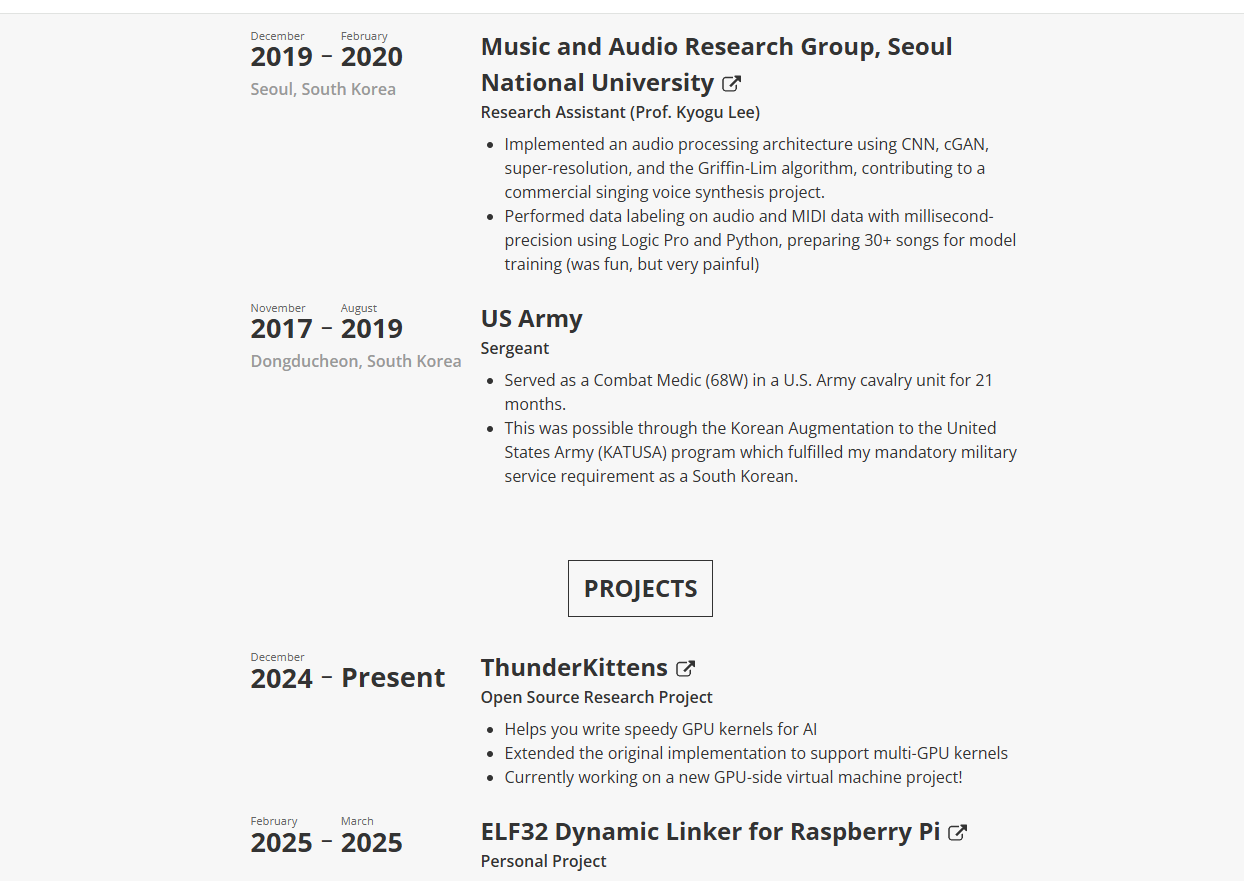 December February
2019 – 2020
Seoul, South Korea
Music and Audio Research Group, Seoul
National University
Research Assistant (Prof. Kyogu Lee)
• Implemented an audio processing architecture using CNN, cGAN,
super-resolution, and the Griffin-Lim algorithm, contributing to a
commercial singing voice synthesis project.
• Performed data labeling on audio and MIDI data with millisecond-
precision using Logic Pro and Python, preparing 30+ songs for model
training (was fun, but very painful)
November August
2017 – 2019
Dongducheon, South Korea
US Army
Sergeant
• Served as a Combat Medic (68W) in a U.S. Army cavalry unit for 21
months.
• This was possible through the Korean Augmentation to the United
States Army (KATUSA) program which fulfilled my mandatory military
service requirement as a South Korean.
PROJECTS
December
2024 – Present
ThunderKittens
Open Source Research Project
• Helps you write speedy GPU kernels for AI
• Extended the original implementation to support multi-GPU kernels
• Currently working on a new GPU-side virtual machine project!
February March
2025 – 2025
ELF32 Dynamic Linker for Raspberry Pi
Personal Project